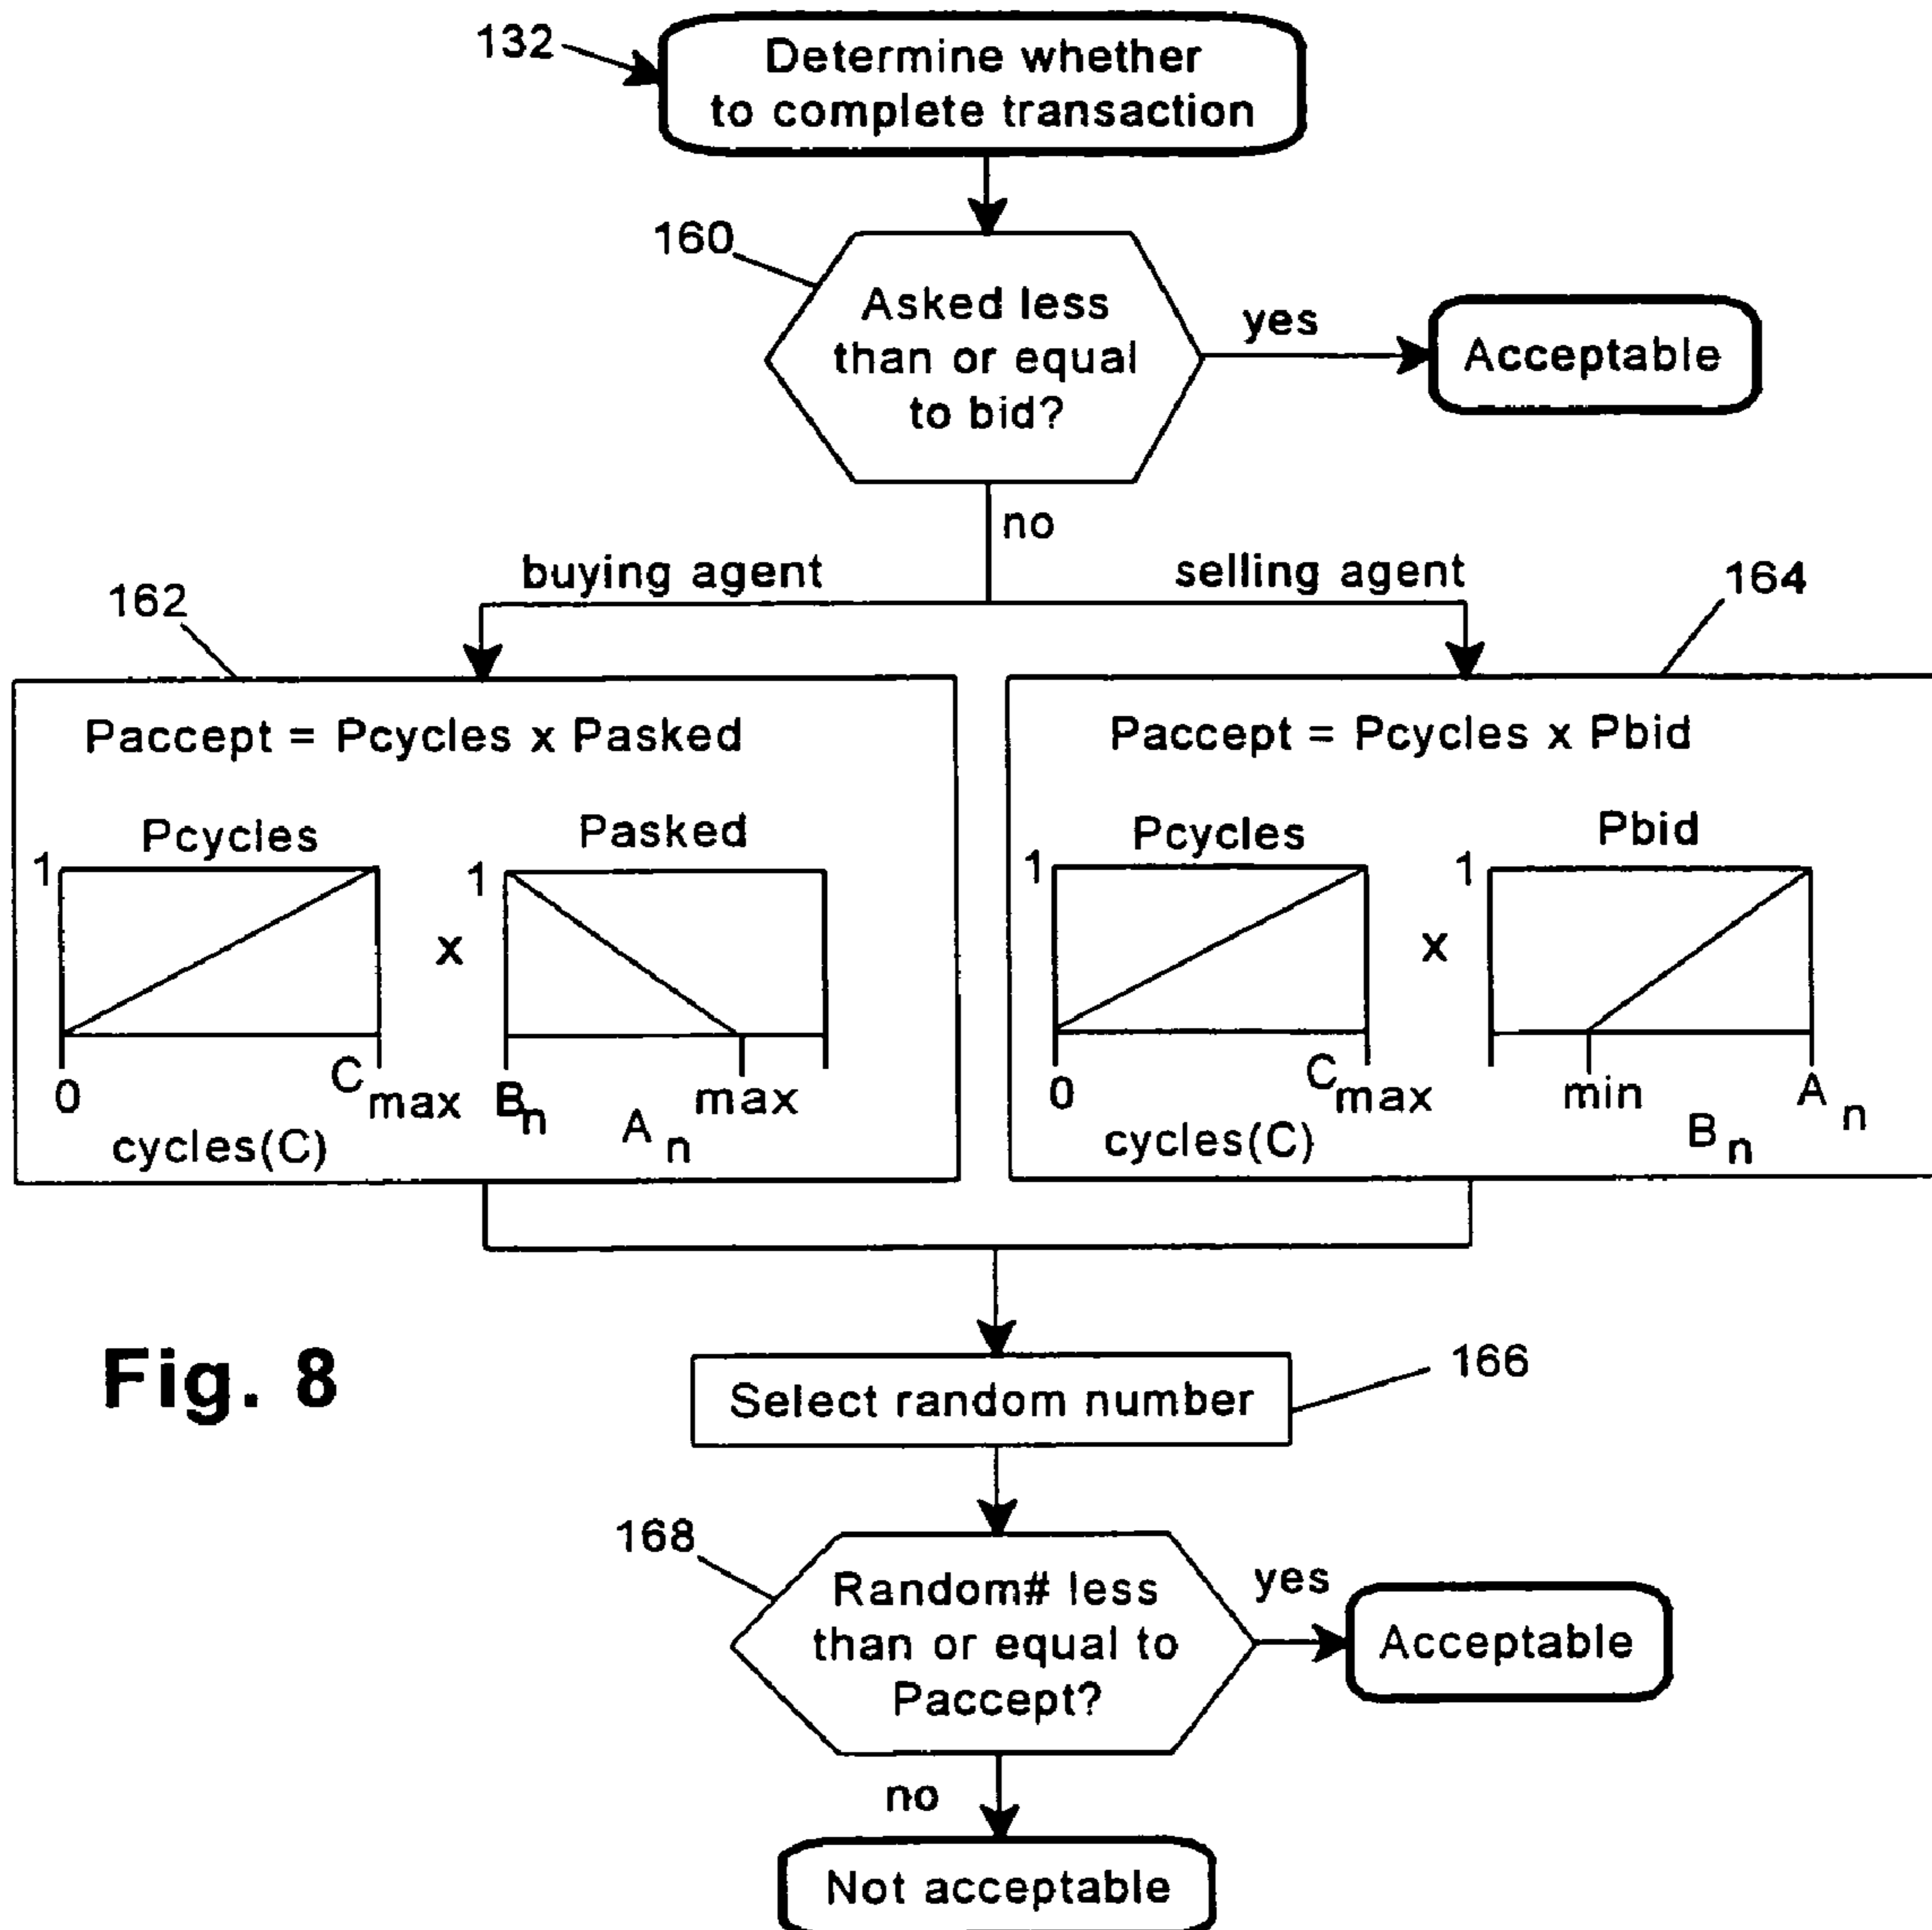 132
Determine whether
to complete transaction
160
Asked less
than or equal
to bid?
yes
Acceptable
no
buying agent
selling agent
162
164
Paccept = Pcycles x Pasked
Pcycles
Pasked
1
1
x
0
Cmax
Bn
max
An
cycles(C)
Paccept = Pcycles x Pbid
Pcycles
Pbid
1
1
x
0
Cmax
min
An
Bn
cycles(C)
Fig. 8
Select random number
166
168
Random# less
than or equal to
Paccept?
yes
Acceptable
no
Not acceptable